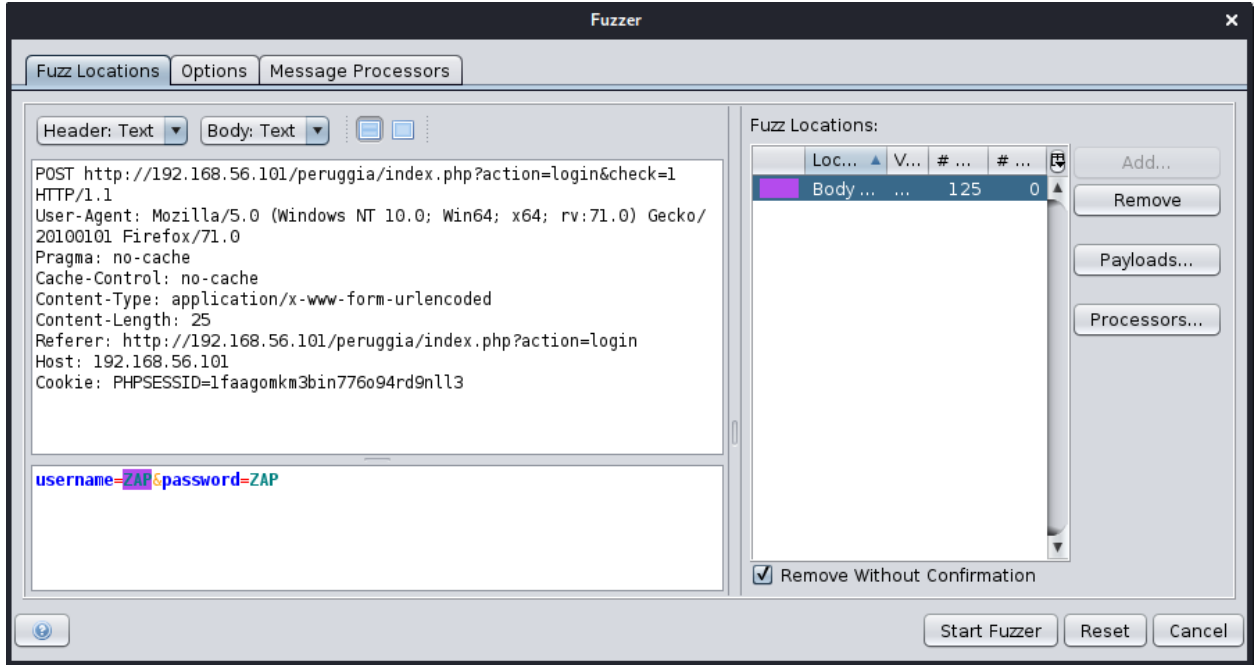 Fuzzer
Fuzz Locations Options Message Processors
Header: Text Body: Text
POST http://192.168.56.101/peruggia/index.php?action=login&check=1
HTTP/1.1
User-Agent: Mozilla/5.0 (Windows NT 10.0; Win64; x64; rv:71.0) Gecko/
20100101 Firefox/71.0
Pragma: no-cache
Cache-Control: no-cache
Content-Type: application/x-www-form-urlencoded
Content-Length: 25
Referer: http://192.168.56.101/peruggia/index.php?action=login
Host: 192.168.56.101
Cookie: PHPSESSID=1faagomkm3bin776o94rd9nll3
username=ZAP&password=ZAP
Fuzz Locations:
Loc... V... # ... # ...
Body ... ... 125 0
Add...
Remove
Payloads...
Processors...
Remove Without Confirmation
Start Fuzzer Reset Cancel